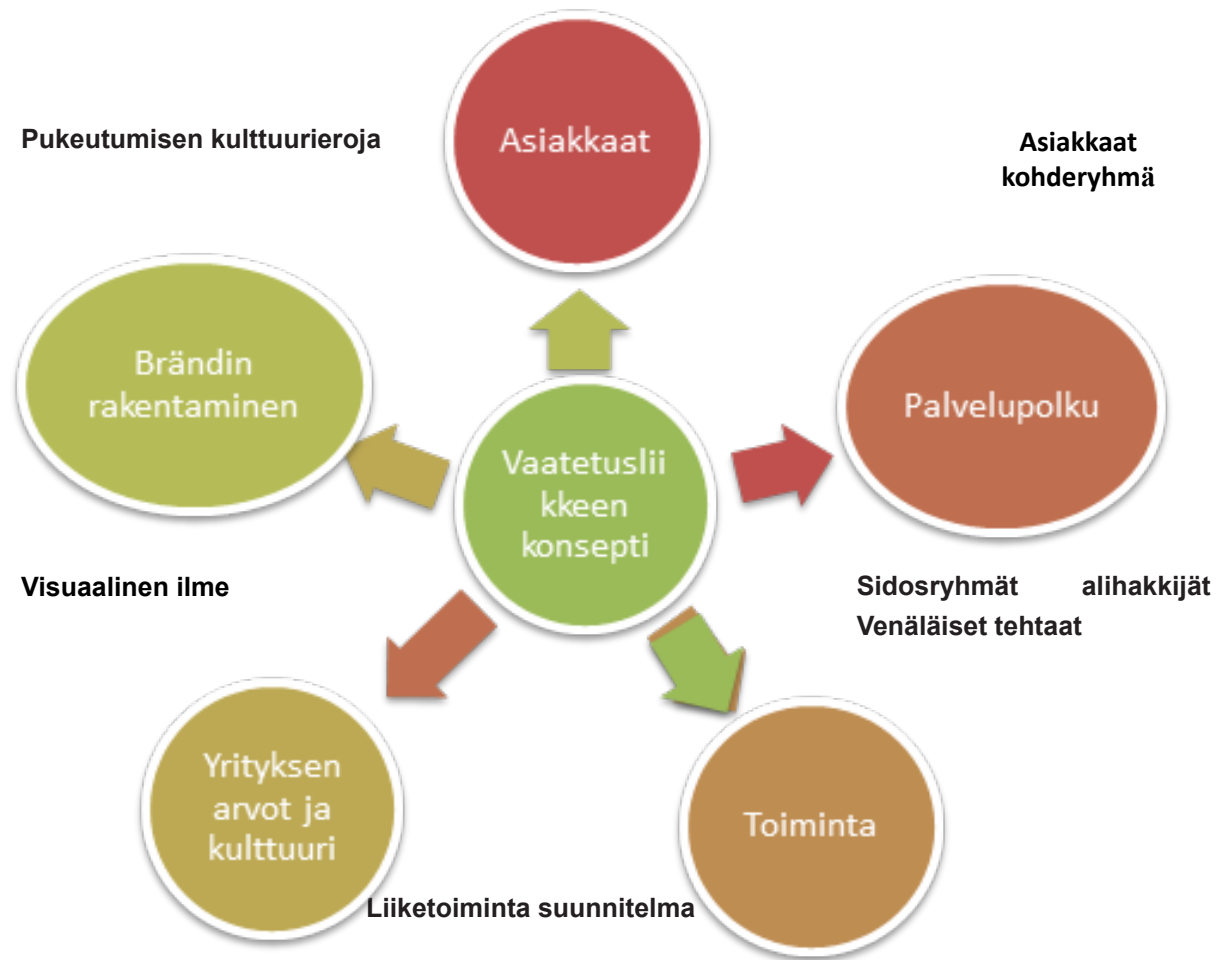 Asiakkaat
Pukeutumisen kulttuurieroja
Asiakkaat
kohderyhmä
Brändin
rakentaminen
Palvelupolku
Vaatetuslii
kkeen
konsepti
Visuaalinen ilme
Sidosryhmät alihakkijät
Venäläiset tehtaat
Yrityksen
arvot ja
kulttuuri
Toiminta
Liiketoiminta suunnitelma